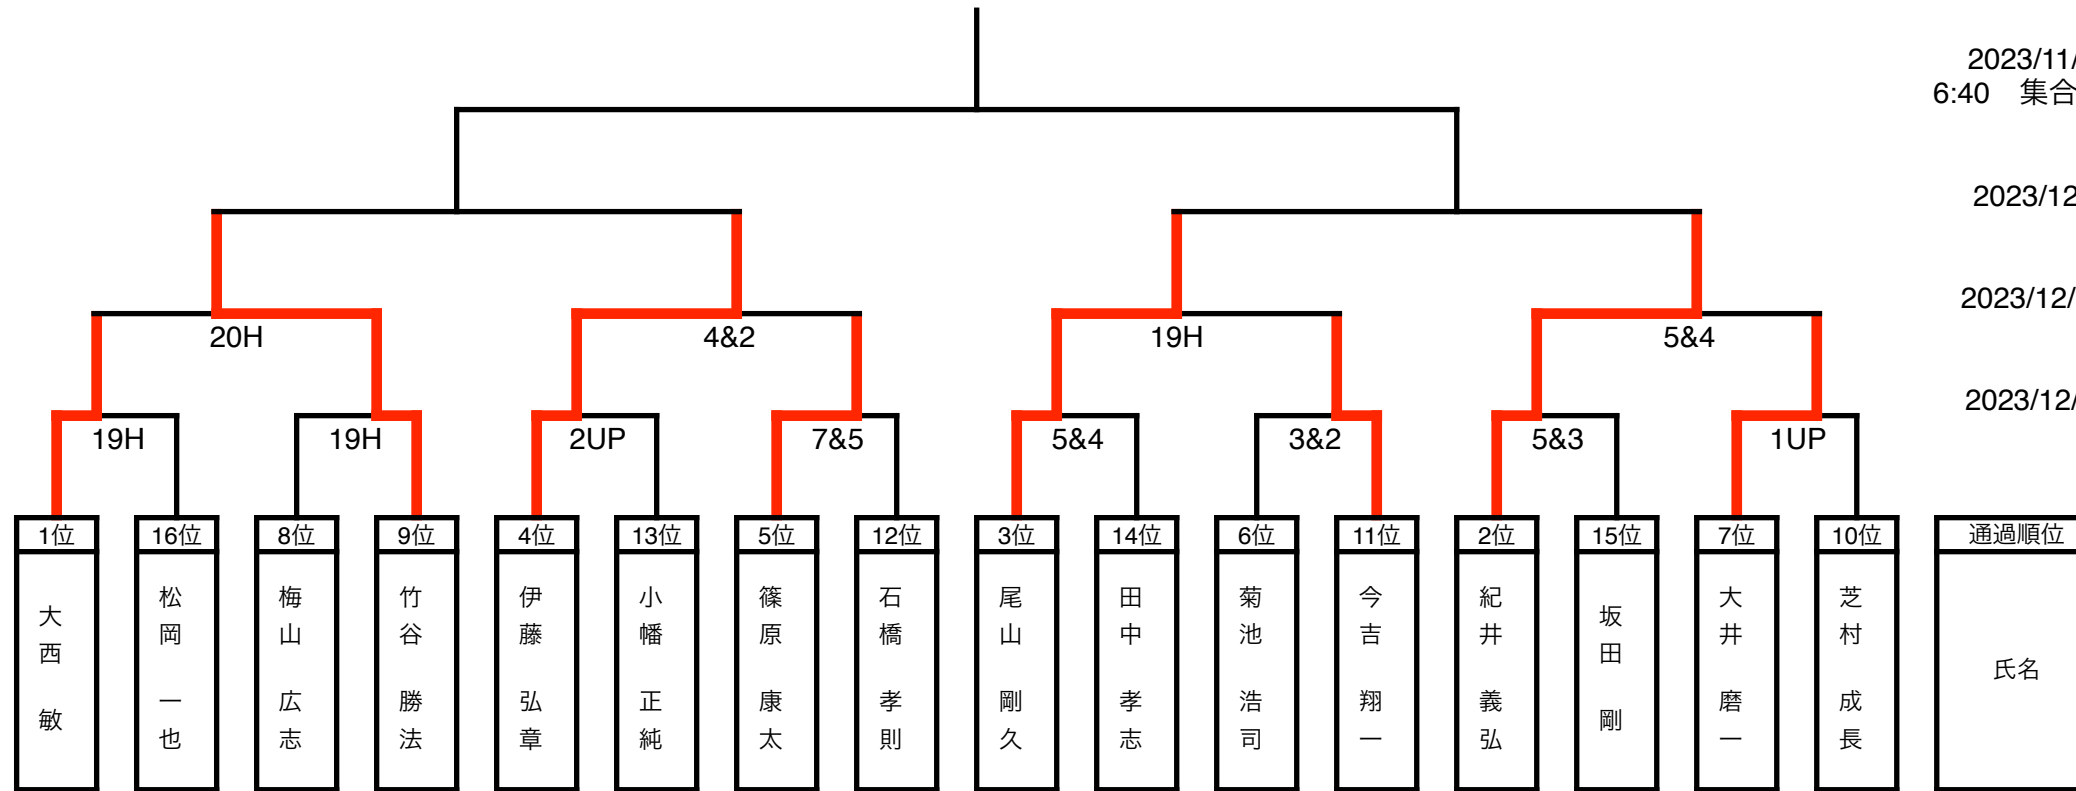 2023/11/
6:40　集合
2023/12
2023/12/
2023/12/
20H
4&2
19H
5&4
19H
19H
2UP
7&5
5&4
3&2
5&3
1UP
1位
16位
8位
9位
4位
13位
5位
12位
3位
14位
6位
11位
2位
15位
7位
10位
通過順位
大西　敏
松岡　一也
梅山　広志
竹谷　勝法
伊藤　弘章
小幡　正純
篠原　康太
石橋　孝則
尾山　剛久
田中　孝志
菊池　浩司
今吉　翔一
紀井　義弘
坂田　剛
大井　磨一
芝村　成長
氏名